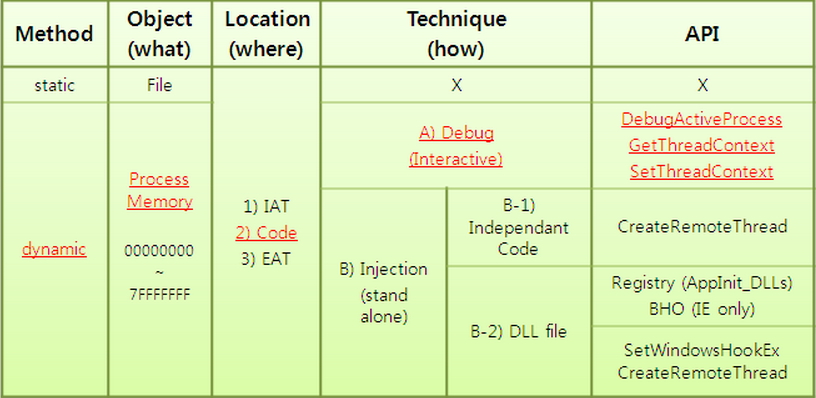 Method
Object
(what)
Location
(where)
Technique
(how)
API
static
File
X
X
dynamic
Process
Memory
00000000
~
7FFFFFFF
1) IAT
2) Code
3) EAT
A) Debug
(Interactive)
DebugActiveProcess
GetThreadContext
SetThreadContext
B) Injection
(stand
alone)
B-1)
Independant
Code
CreateRemoteThread
B-2) DLL file
Registry (AppInit_DLLs)
BHO (IE only)
SetWindowsHookEx
CreateRemoteThread